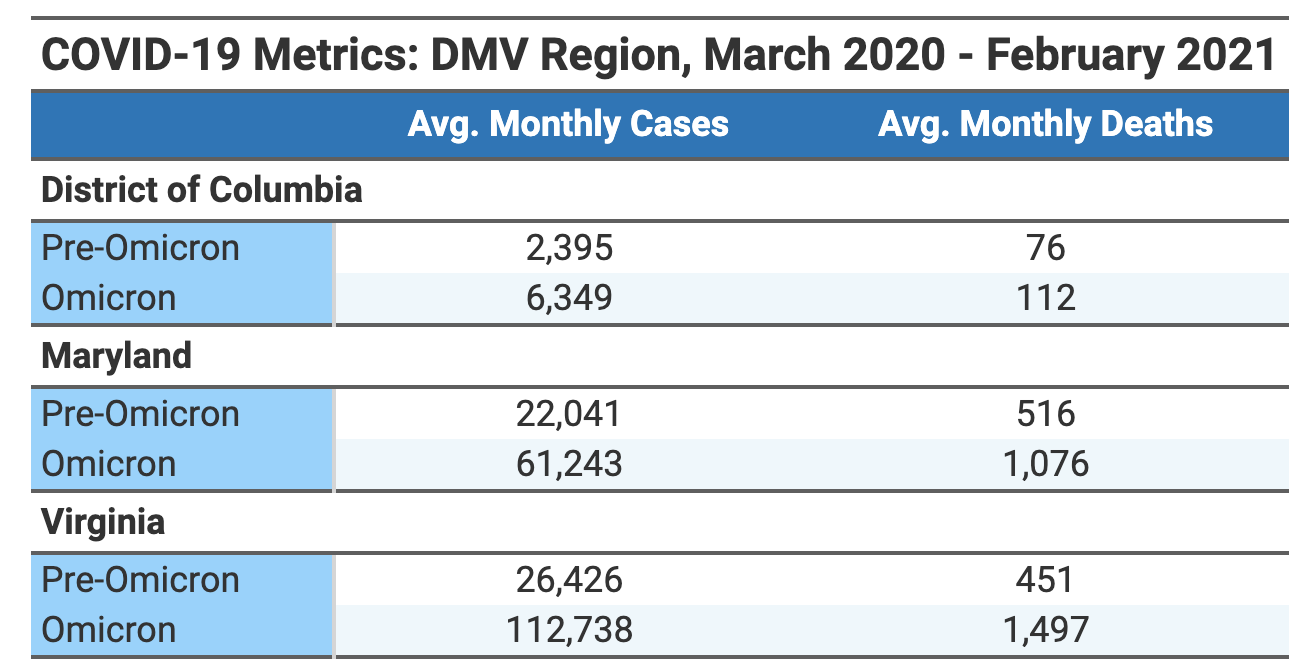 COVID-19 Metrics: DMV Region, March 2020 - February 2021
Avg. Monthly Cases Avg. Monthly Deaths
District of Columbia
Pre-Omicron 2,395 76
Omicron 6,349 112
Maryland
Pre-Omicron 22,041 516
Omicron 61,243 1,076
Virginia
Pre-Omicron 26,426 451
Omicron 112,738 1,497